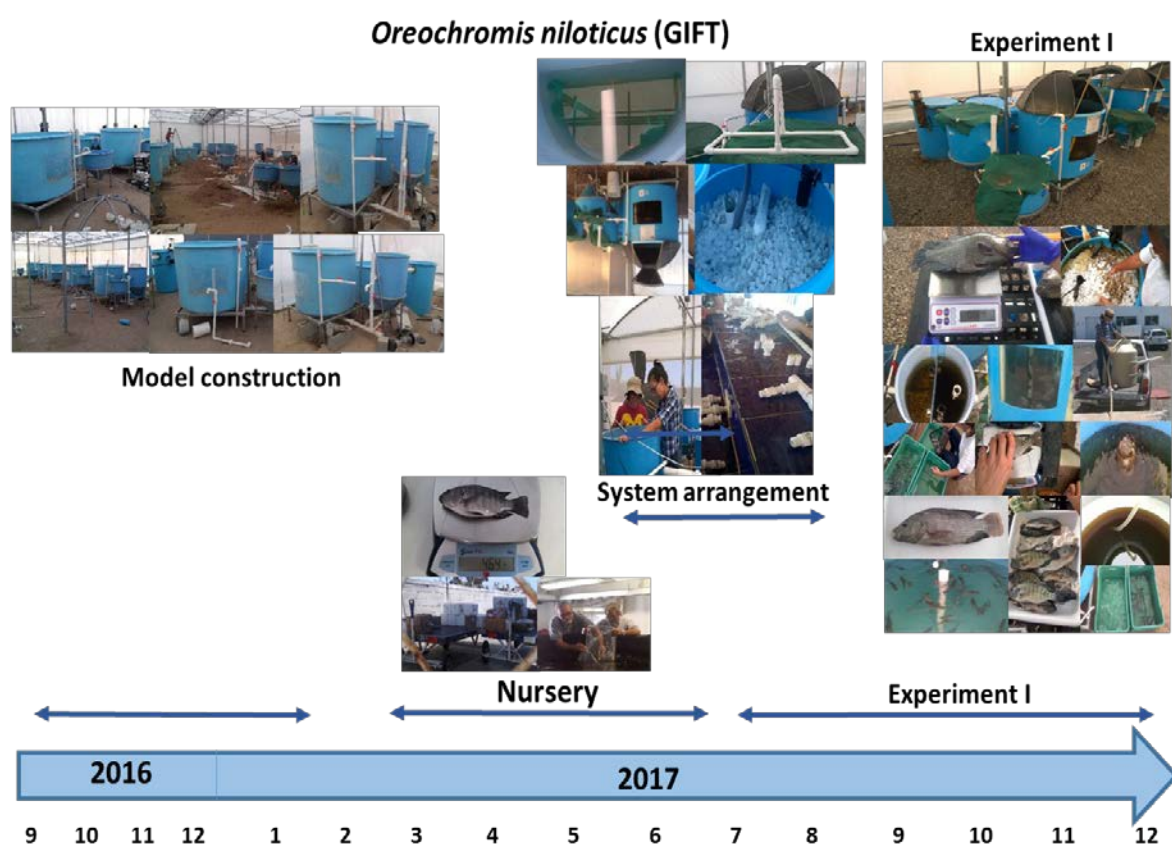 Oreochromis niloticus (GIFT)
Experiment I
Model construction
System arrangement
Nursery
Experiment I
2016
2017
9 10 11 12 1 2 3 4 5 6 7 8 9 10 11 12